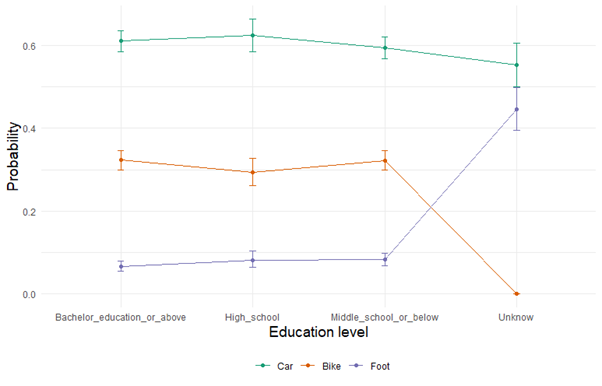 0.6
0.4
0.2
0.0
Probability
Bachelor_education_or_above High_school Middle_school_or_below Unknow
Education level
Car Bike Foot